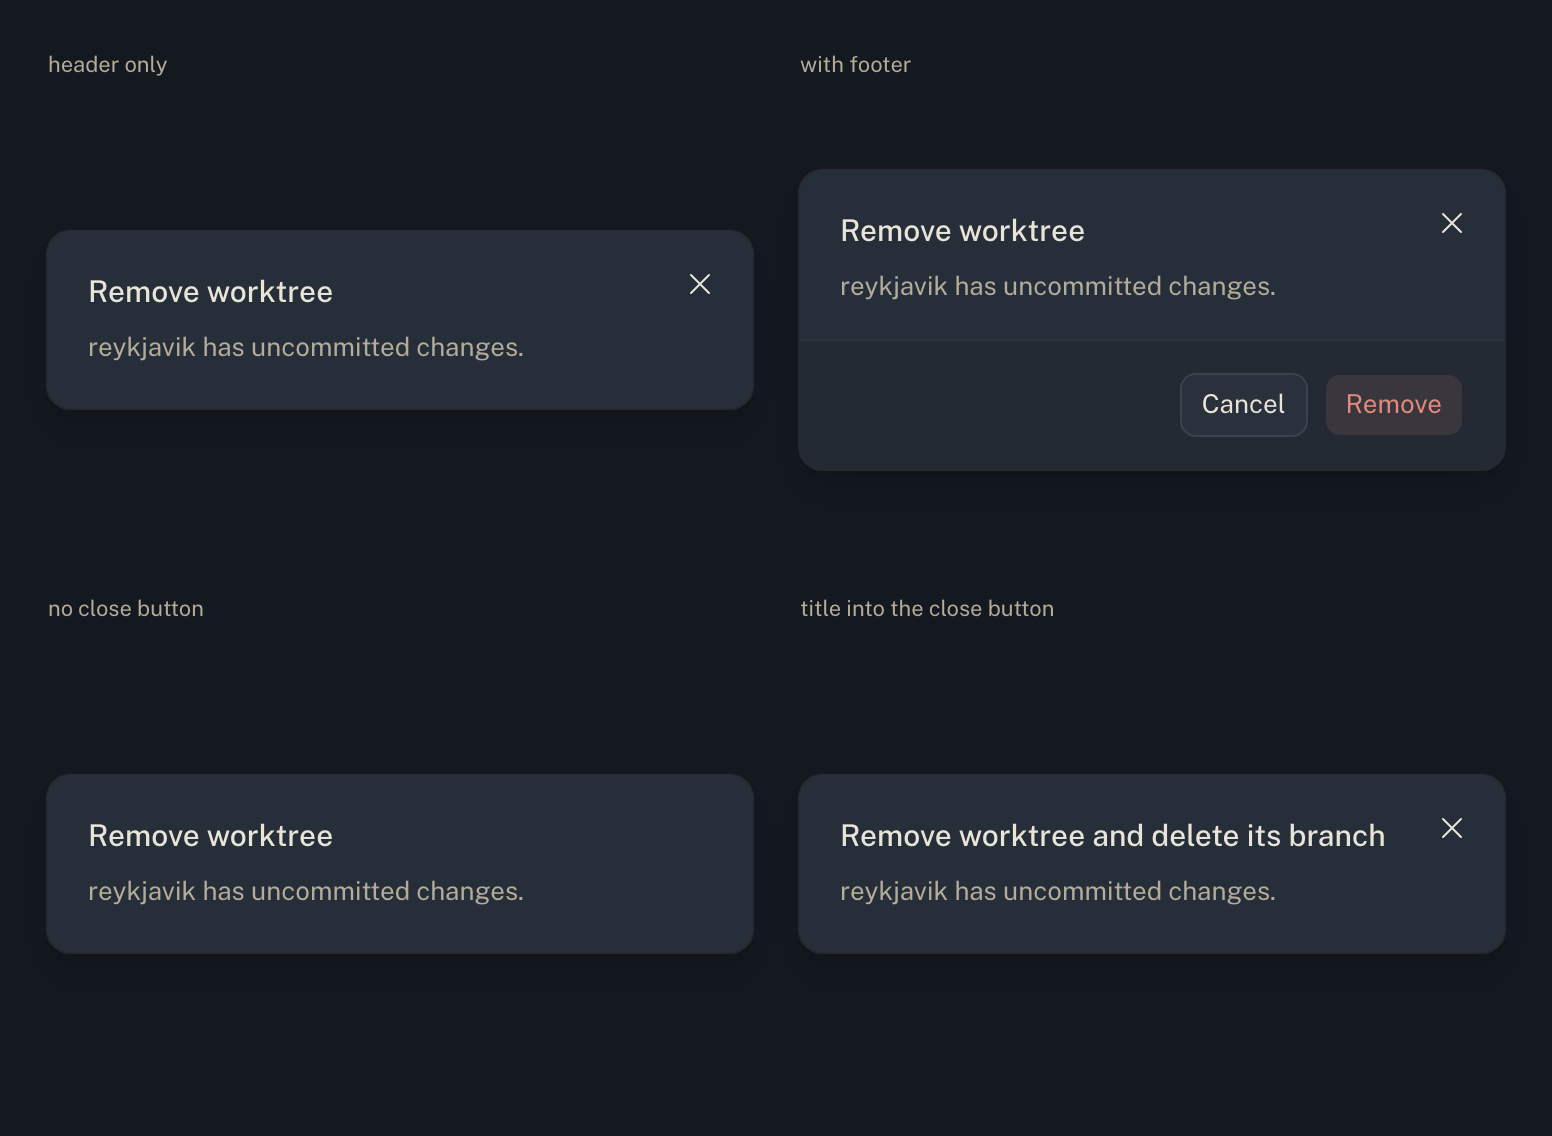 header only
Remove worktree
reykjavik has uncommitted changes.
with footer
Remove worktree
reykjavik has uncommitted changes.
Cancel
Remove
no close button
Remove worktree
reykjavik has uncommitted changes.
title into the close button
Remove worktree and delete its branch
reykjavik has uncommitted changes.